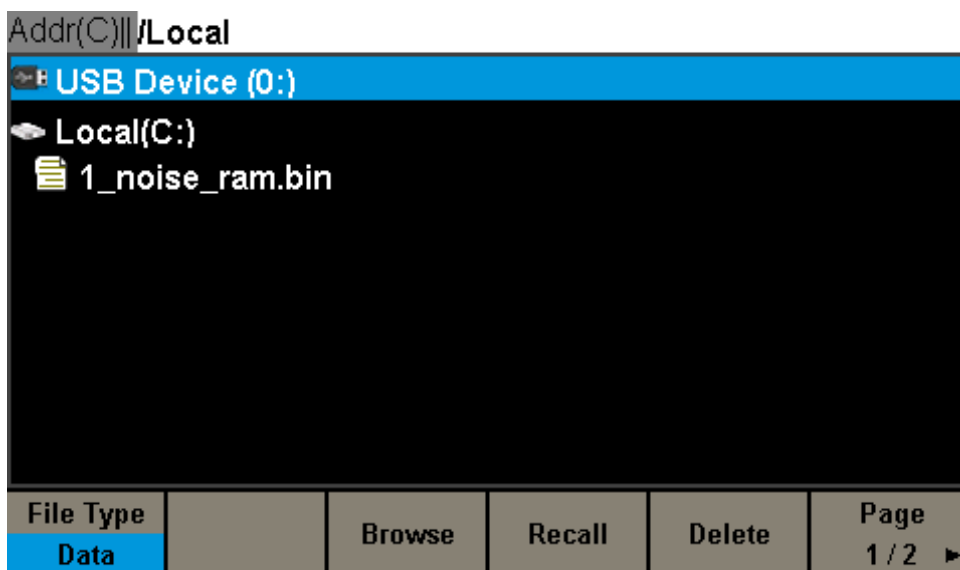 Addr(C)|| /Local
USB Device (0:)
Local(C:)
1_noise_ram.bin
File Type
Data
Browse
Recall
Delete
Page
1/2 ►